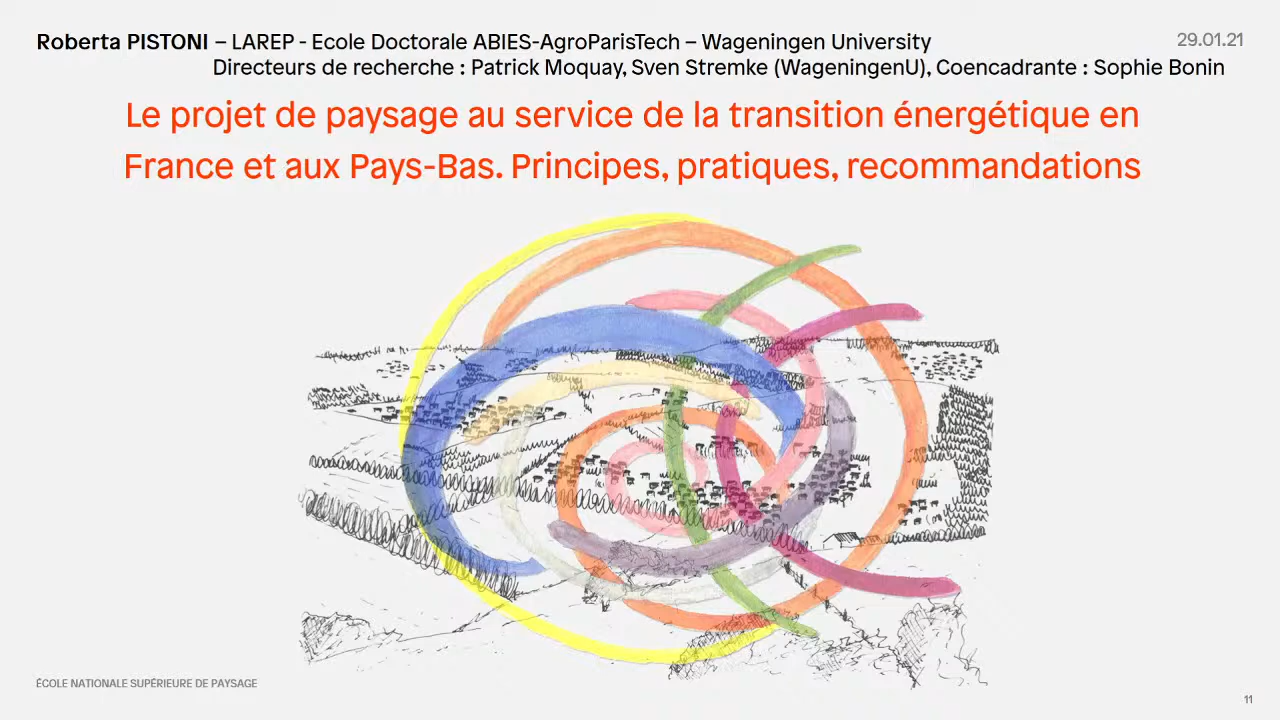 Roberta PISTONI – LAREP - Ecole Doctorale ABIES-AgroParisTech – Wageningen University
29.01.21
Directeurs de recherche : Patrick Moquay, Sven Stremke (WageningenU), Coencadrante : Sophie Bonin
Le projet de paysage au service de la transition énergétique en
France et aux Pays-Bas. Principes, pratiques, recommandations
ÉCOLE NATIONALE SUPÉRIEURE DE PAYSAGE
11